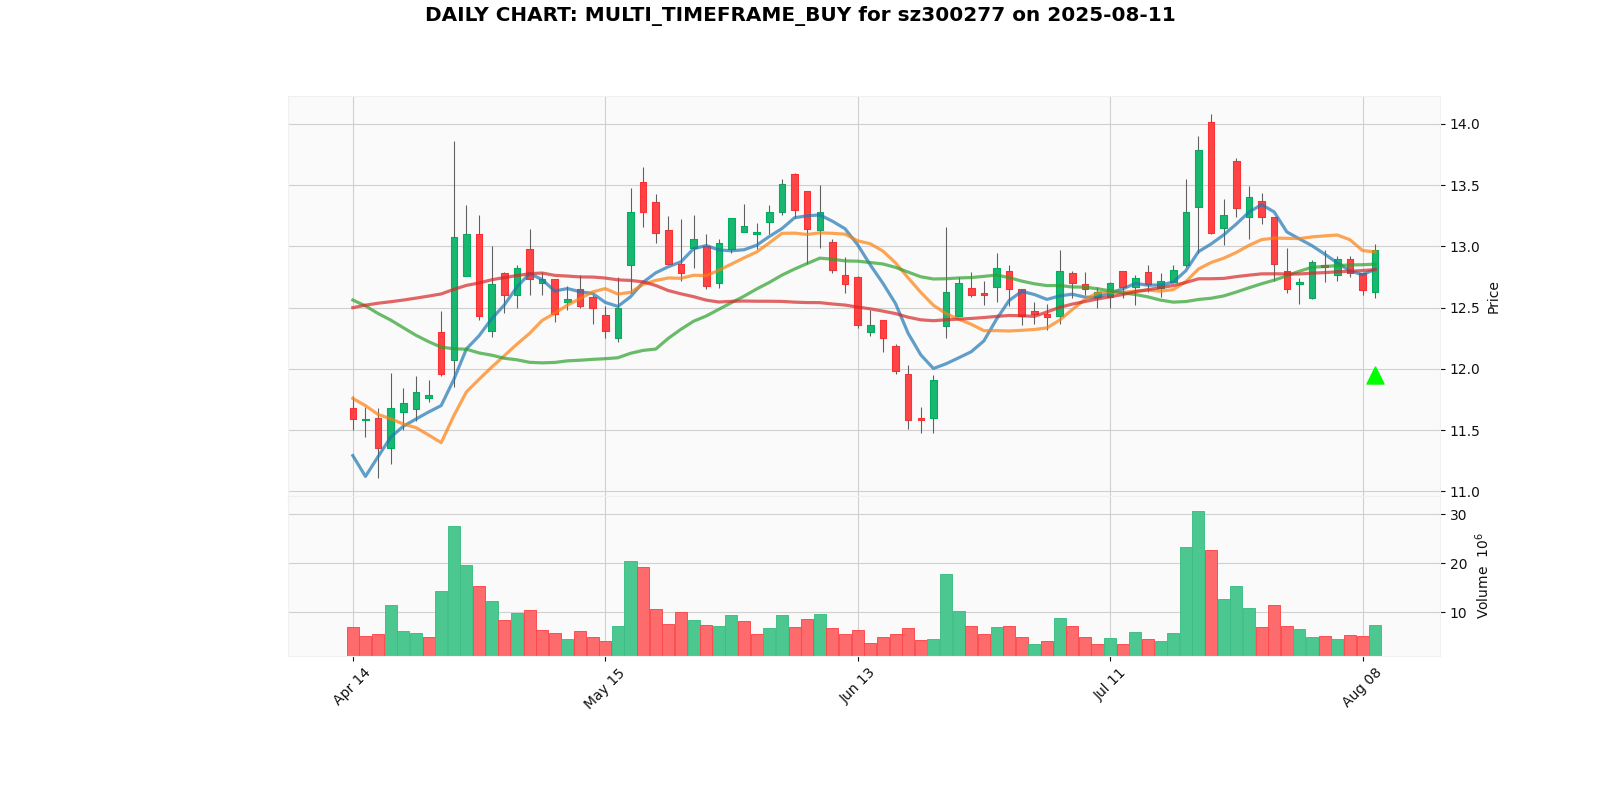 DAILY CHART: MULTI_TIMEFRAME_BUY for sz300277 on 2025-08-11
14.0
13.5
13.0
12.5
12.0
11.5
11.0
Price
30
20
10
Volume 10^6
Apr 14
May 15
Jun 13
Jul 11
Aug 08